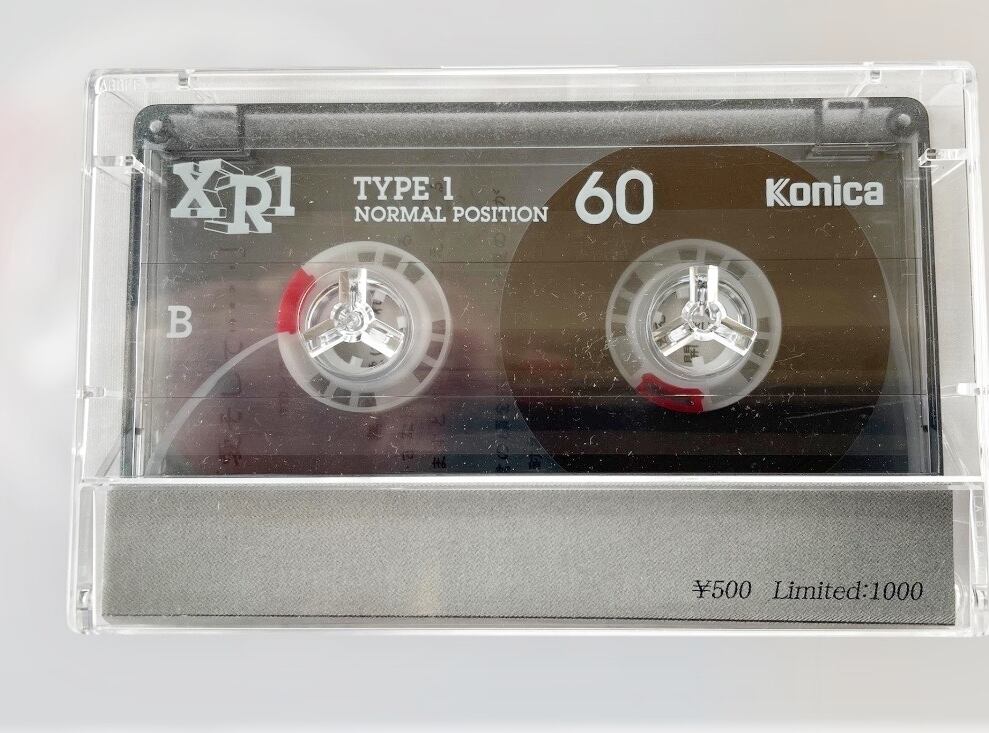 XR1
TYPE 1
NORMAL POSITION
60
Konica
B
¥500 Limited:1000